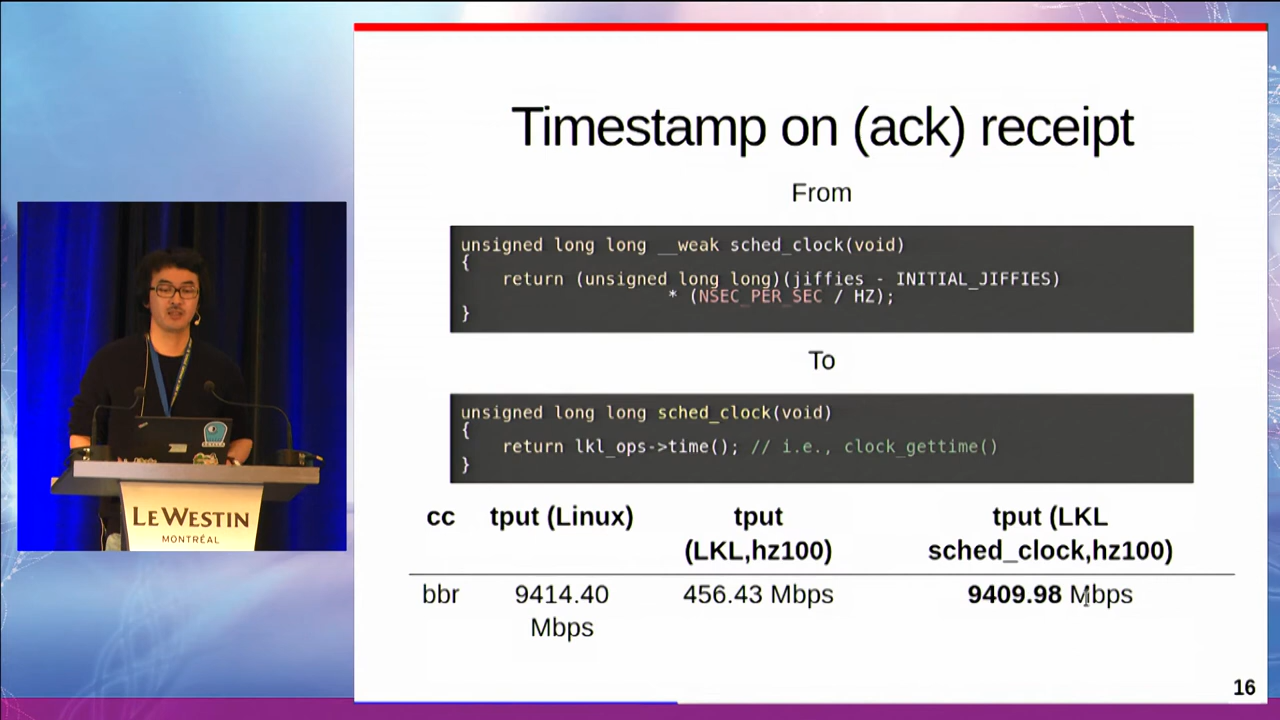 Timestamp on (ack) receipt
From
unsigned long long __weak sched_clock(void)
{
return (unsigned long long)(jiffies - INITIAL_JIFFIES)
* (NSEC_PER_SEC / HZ);
}
To
unsigned long long sched_clock(void)
{
return lkl_ops->time(); // i.e., clock_gettime()
}
cc tput (Linux) tput (LKL,hz100) tput (LKL sched_clock,hz100)
bbr 9414.40 Mbps 456.43 Mbps 9409.98 Mbps
16
LE WESTIN
MONTRÉAL